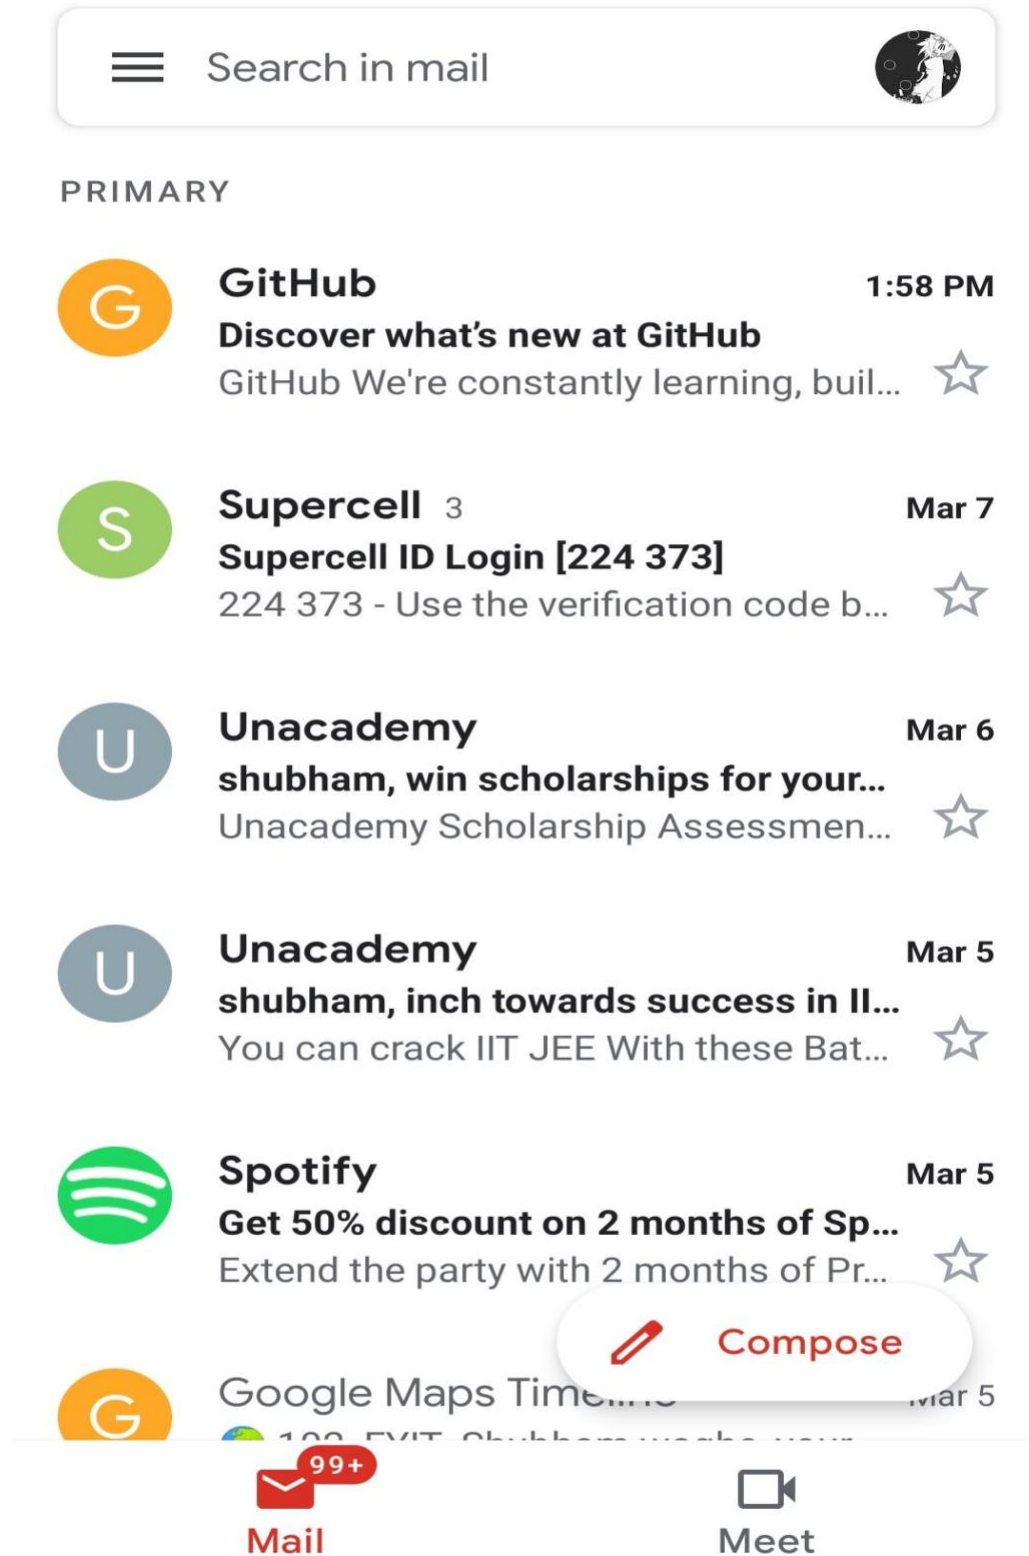 Search in mail
PRIMARY
G
GitHub 1:58 PM
Discover what's new at GitHub
GitHub We're constantly learning, buil...
S
Supercell 3 Mar 7
Supercell ID Login [224 373]
224 373 - Use the verification code b...
U
Unacademy Mar 6
shubham, win scholarships for your...
Unacademy Scholarship Assessmen...
U
Unacademy Mar 5
shubham, inch towards success in II...
You can crack IIT JEE With these Bat...
Spotify Mar 5
Get 50% discount on 2 months of Sp...
Extend the party with 2 months of Pr...
Compose
G
Google Maps Timeline Mar 5
99+
Mail
Meet